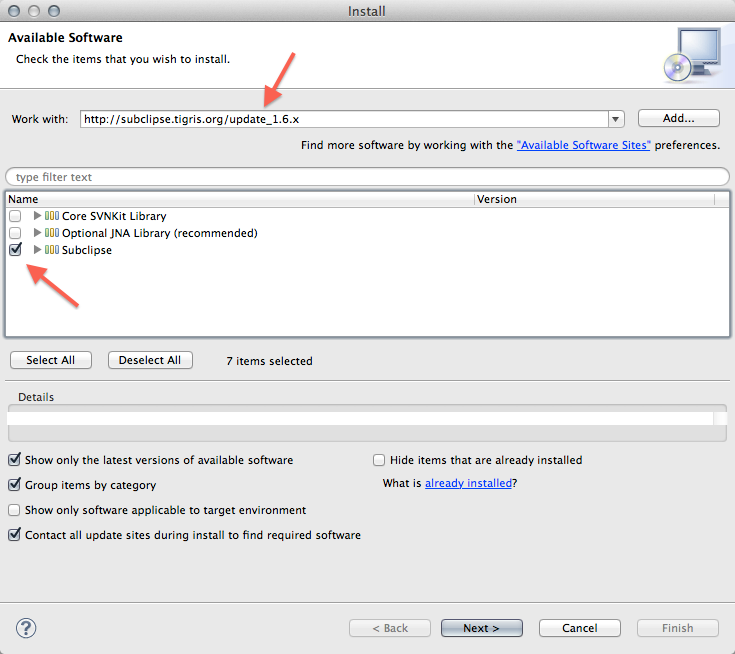 Install
Available Software
Check the items that you wish to install.
Work with: http://subclipse.tigris.org/update_1.6.x Add...
Find more software by working with the "Available Software Sites" preferences.
type filter text
Name Version
Core SVNKit Library
Optional JNA Library (recommended)
Subclipse
Select All Deselect All 7 items selected
Details
Show only the latest versions of available software Hide items that are already installed
Group items by category What is already installed?
Show only software applicable to target environment
Contact all update sites during install to find required software
? < Back Next > Cancel Finish